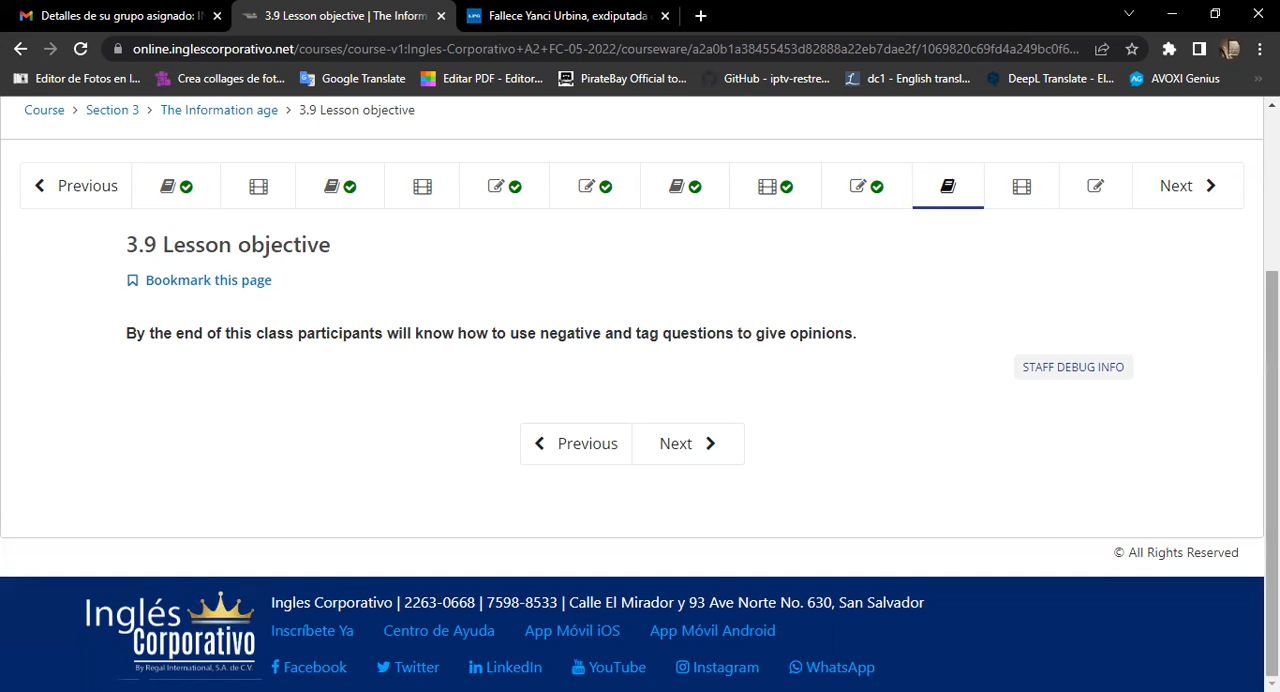 Detalles de su grupo asignado: II
3.9 Lesson objective | The Inform
Fallece Yanci Urbina, exdiputada
online.inglescorporativo.net/courses/course-v1:Ingles-Corporativo+A2+FC-05-2022/courseware/a2a0b1a38455453d82888a22eb7dae2f/1069820c69fd4a249bc0f6...
Editor de Fotos en l... Crea collages de fot... Google Translate Editar PDF - Editor... PirateBay Official to... GitHub - iptv-restre... dc1 - English transl... DeepL Translate - El... AVOXI Genius »
Course > Section 3 > The Information age > 3.9 Lesson objective
Previous Next
3.9 Lesson objective
Bookmark this page
By the end of this class participants will know how to use negative and tag questions to give opinions.
STAFF DEBUG INFO
Previous Next
© All Rights Reserved
Inglés Corporativo
By Regal International, S.A. de C.V.
Ingles Corporativo | 2263-0668 | 7598-8533 | Calle El Mirador y 93 Ave Norte No. 630, San Salvador
Inscríbete Ya Centro de Ayuda App Móvil iOS App Móvil Android
Facebook Twitter LinkedIn YouTube Instagram WhatsApp